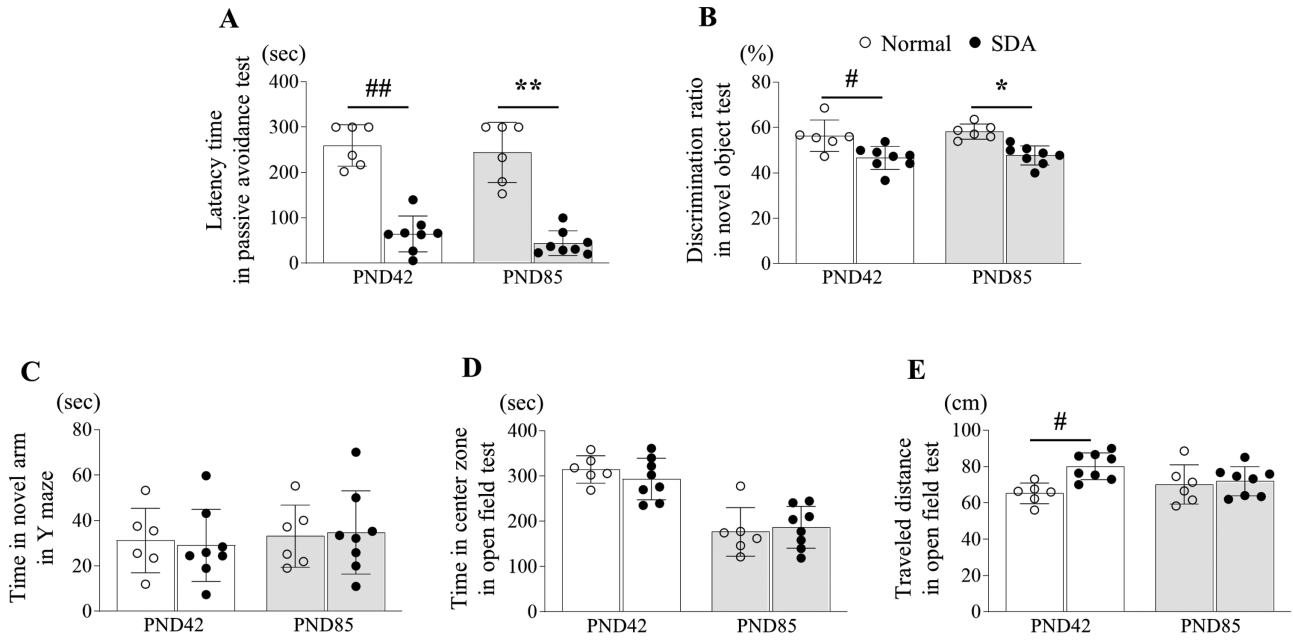 A
(sec)
Latency time
in passive avoidance test
400
300
200
100
0
##
**
PND42
PND85
B
Normal
SDA
(%)
Discrimination ratio
in novel object test
80
60
40
20
0
#
*
PND42
PND85
C
(sec)
Time in novel arm
in Y maze
80
60
40
20
0
PND42
PND85
D
(sec)
Time in center zone
in open field test
400
300
200
100
0
PND42
PND85
E
(cm)
Traveled distance
in open field test
100
80
60
40
20
0
#
PND42
PND85